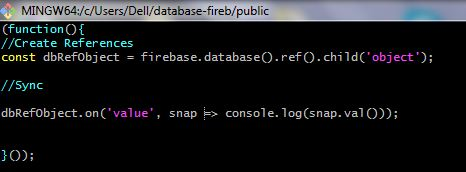 MINGW64:/c/Users/Dell/database-fireb/public
(function(){
//Create References
const dbRefObject = firebase.database().ref().child('object');
//Sync
dbRefObject.on('value', snap => console.log(snap.val()));
}());